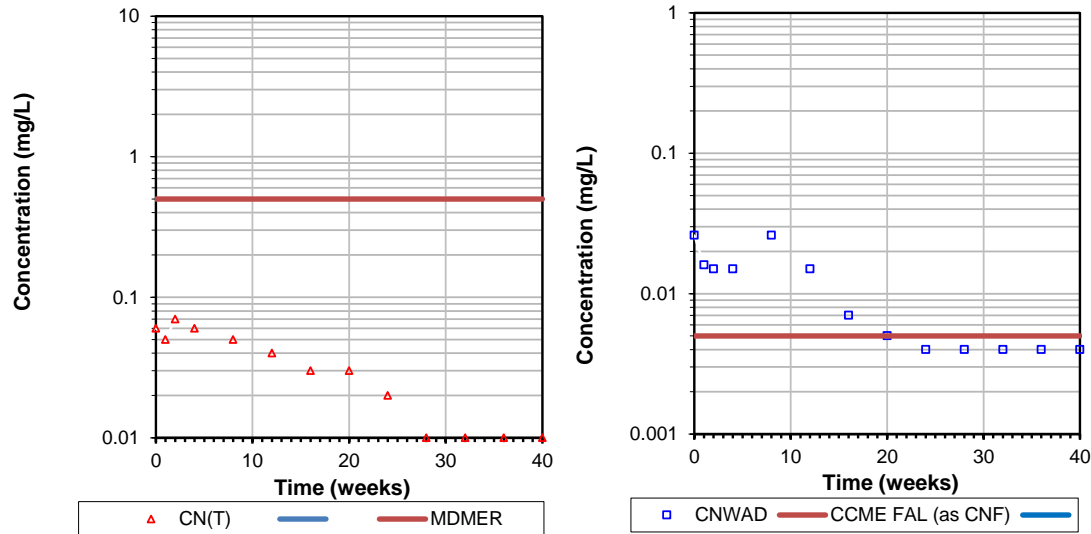 Concentration (mg/L)
10
1
0.1
0.01
0
10
20
30
40
Time (weeks)
CN(T)
MDMER
Concentration (mg/L)
1
0.1
0.01
0.001
0
10
20
30
40
Time (weeks)
CNWAD
CCME FAL (as CNF)